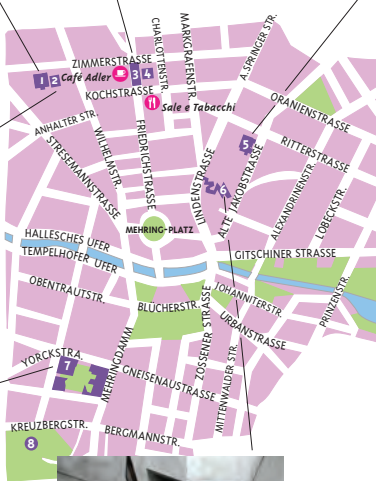 CHARLOTTENSTR.
MARKGRAFENSTR.
A. SPRINGER STR.
ZIMMERSTRASSE
1 2 Café Adler 3 4
KOCHSTRASSE
Sale e Tabacchi
ORANIENSTRASSE
ANHALTER STR.
WILHELMSTR.
FRIEDRICHSTRASSE
5
RITTERSTRASSE
STRESEMANNSTRASSE
LINDENSTRASSE
6
ALTE JAKOBSTRASSE
ALEXANDRINENSTR.
LOBECKSTR.
MEHRING-PLATZ
HALLESCHES UFER
TEMPELHOFER UFER
GITSCHINER STRASSE
OBENTRAUTSTR.
BLÜCHERSTR.
JOHANNITERSTR.
PRINZENSTR.
ZOSSENER STRASSE
URBANSTRASSE
YORCKSTRA.
7
MEHRINGDAMM
GNEISENAUSTRASSE
MITTENWALDER STR.
KREUZBERGSTR.
BERGMANNSTR.
8